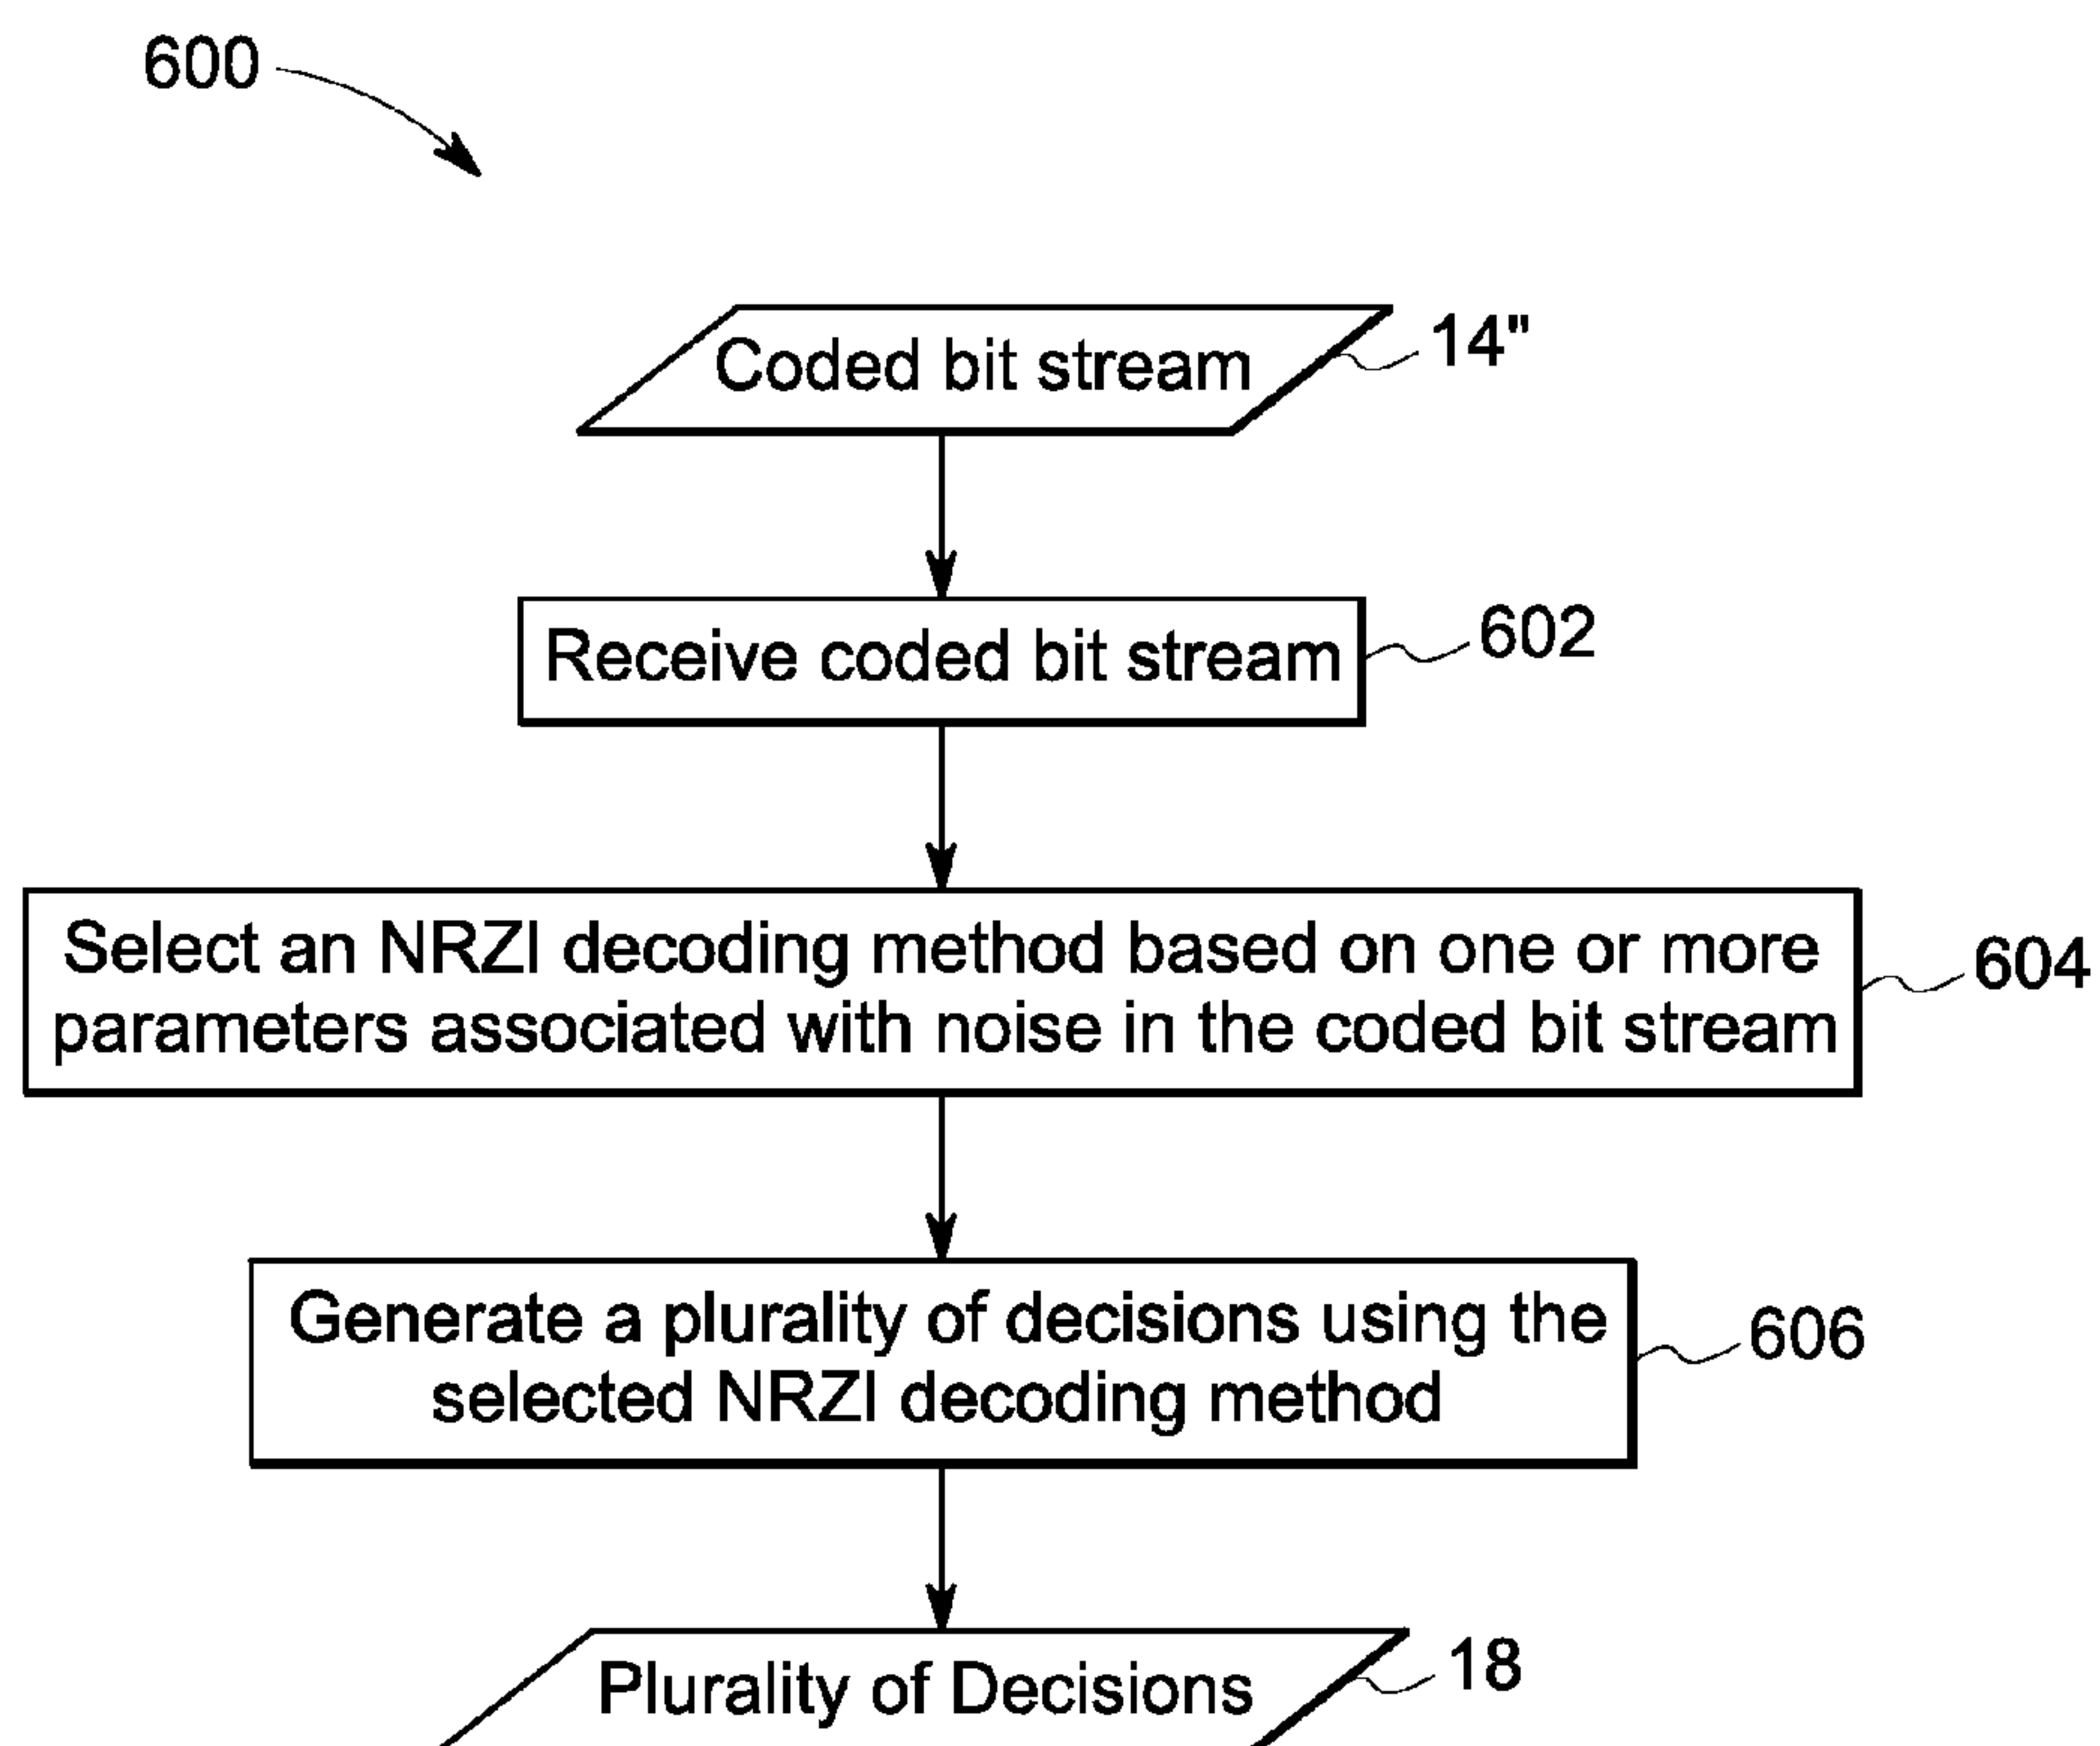 600
Coded bit stream
14"
Receive coded bit stream
602
Select an NRZI decoding method based on one or more
parameters associated with noise in the coded bit stream
604
Generate a plurality of decisions using the
selected NRZI decoding method
606
Plurality of Decisions
18